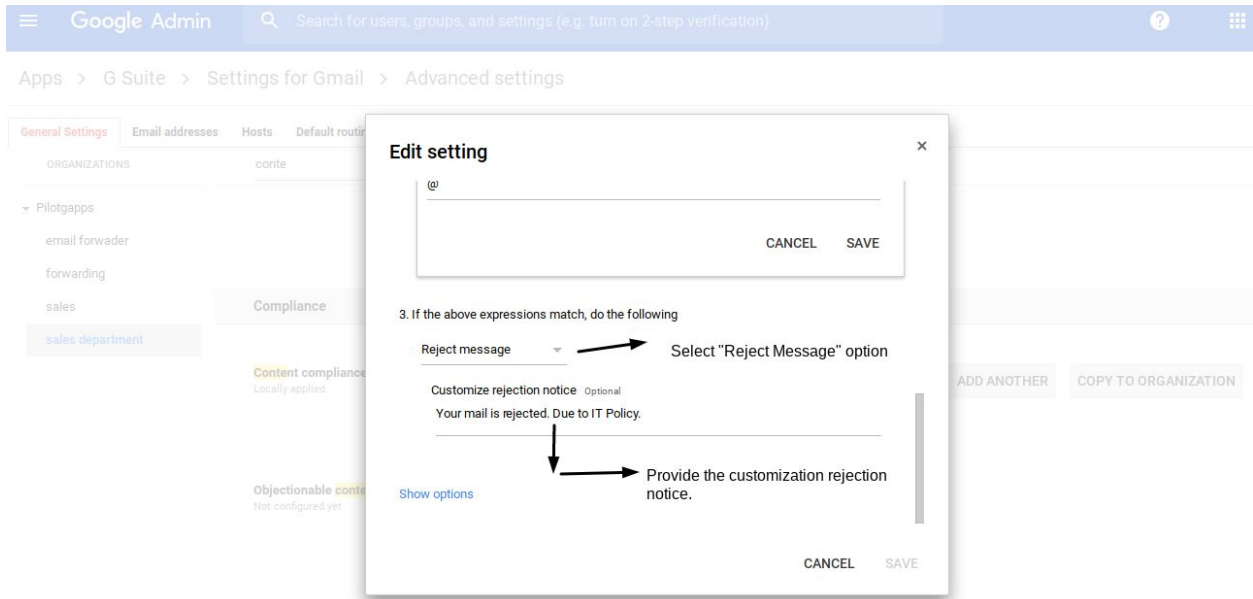 Google Admin
Search for users, groups, and settings (e.g. turn on 2-step verification)
Apps > G Suite > Settings for Gmail > Advanced settings
General Settings Email addresses Hosts Default routin
ORGANIZATIONS
conte
Pilotgapps
email forwader
forwarding
sales
sales department
Compliance
Content compliance
Locally applied
ADD ANOTHER COPY TO ORGANIZATION
Objectionable conte
Not configured yet
Edit setting
×
@
CANCEL SAVE
3. If the above expressions match, do the following
Reject message
Select "Reject Message" option
Customize rejection notice Optional
Your mail is rejected. Due to IT Policy.
Provide the customization rejection
notice.
Show options
CANCEL SAVE